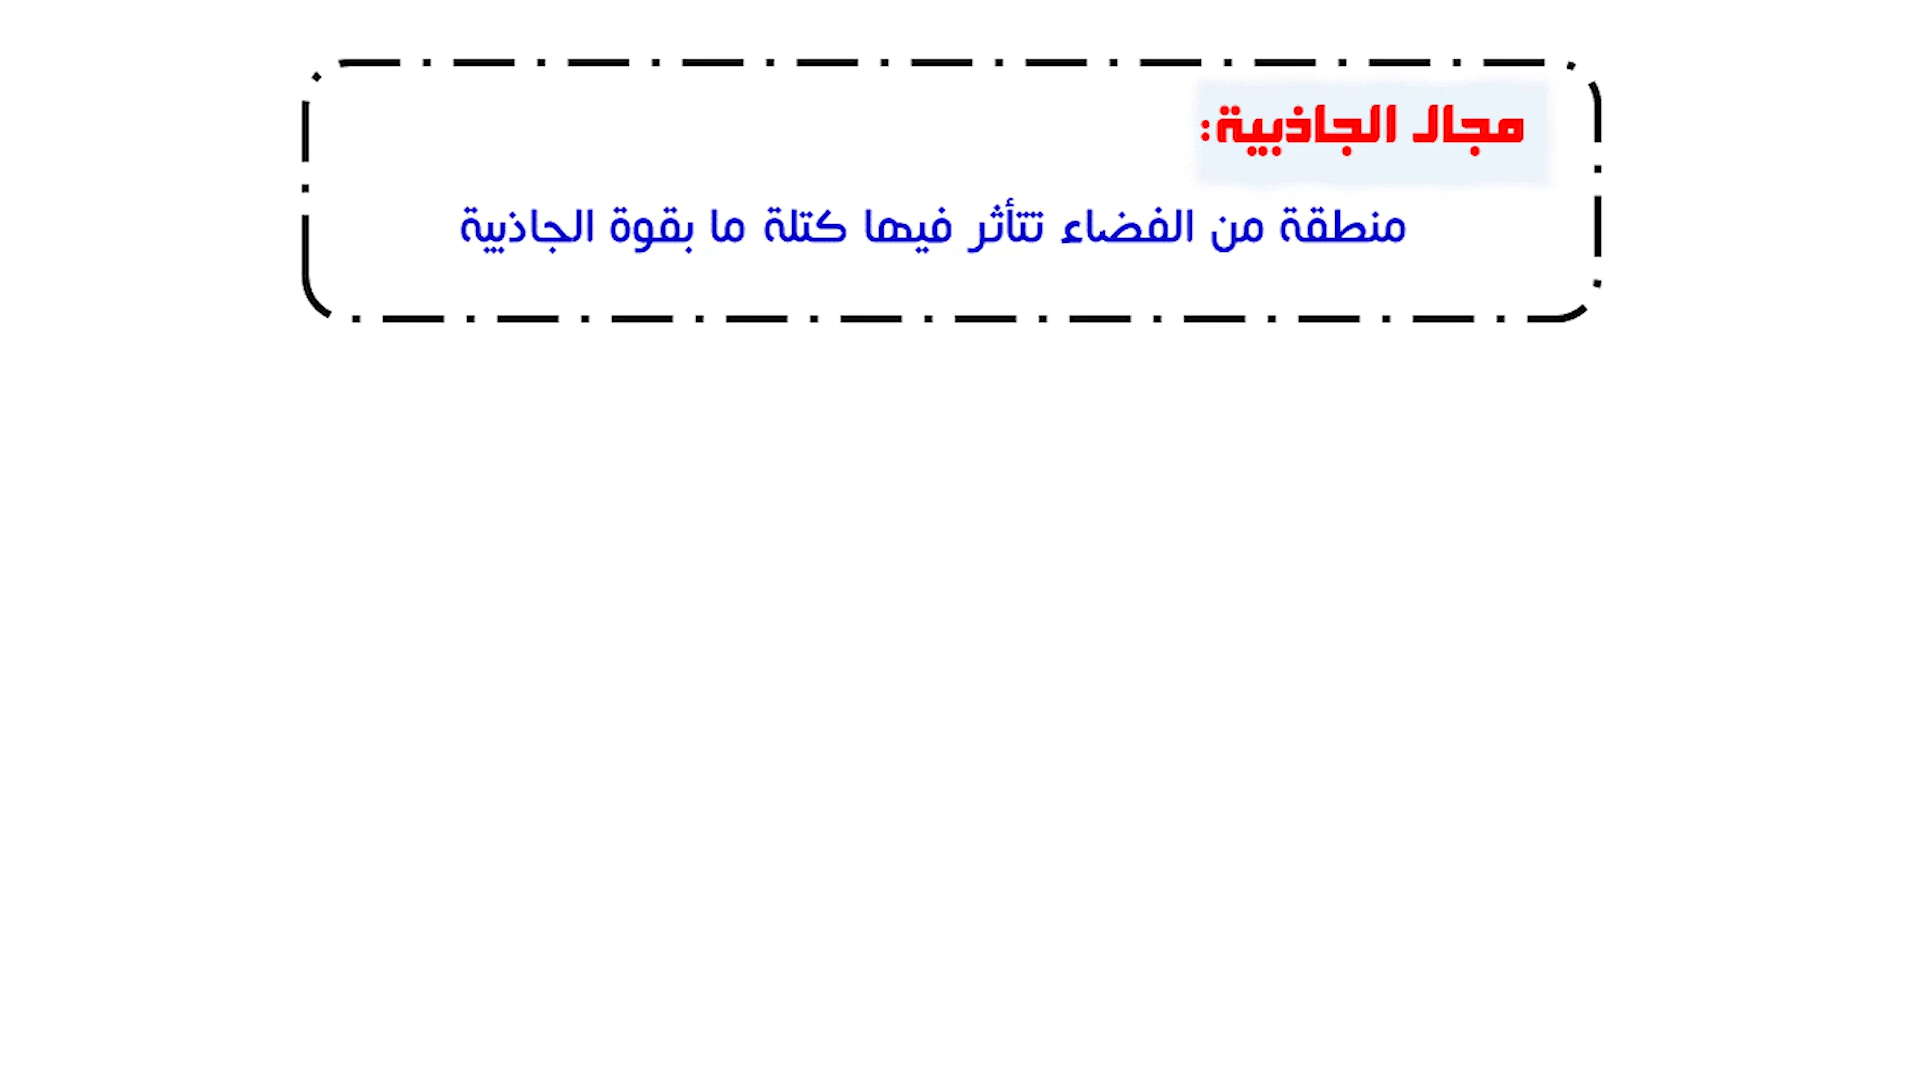 مجال الجاذبية:
منطقة من الفضاء تتأثر فيها كتلة ما بقوة الجاذبية